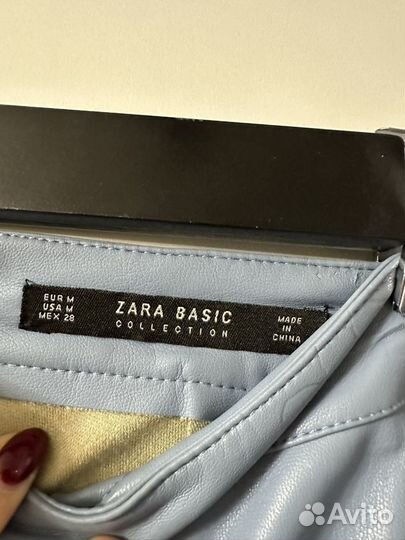 EUR M
USA M
MEX 28
ZARA BASIC
COLLECTION
MADE
IN
CHINA
Avito